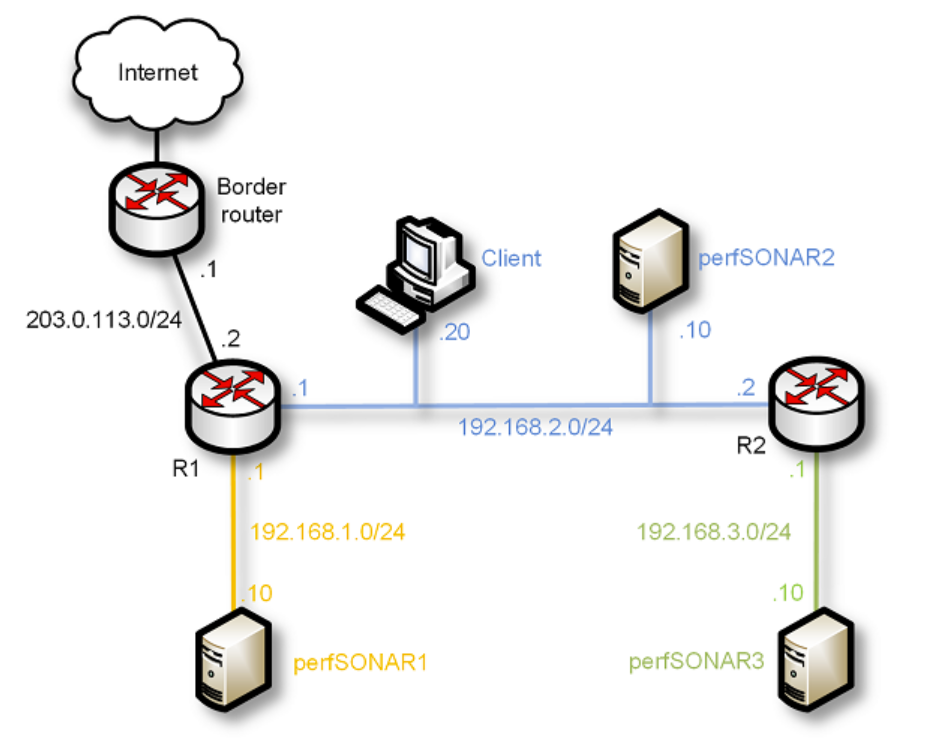 Internet
Border
router
.1
203.0.113.0/24
.2
Client
perfSONAR2
.20
.10
.1
.2
192.168.2.0/24
R1
R2
.1
.1
192.168.1.0/24
192.168.3.0/24
.10
.10
perfSONAR1
perfSONAR3